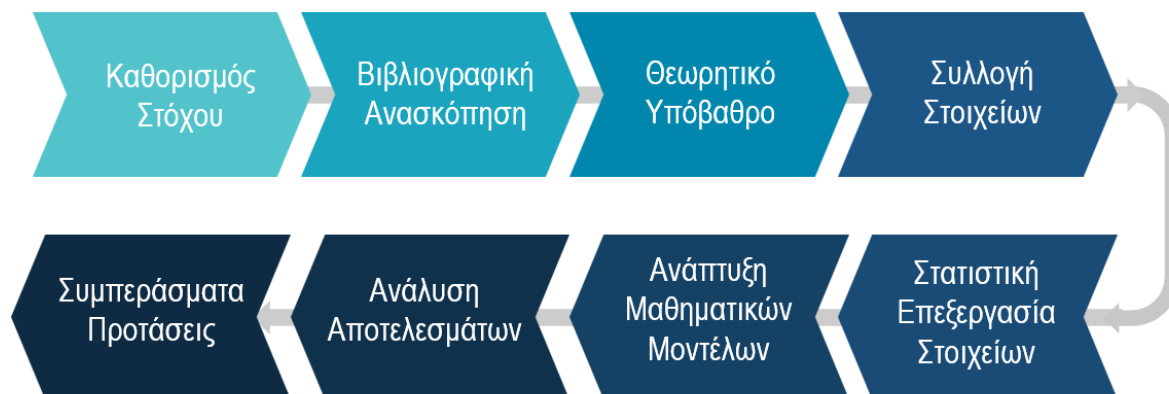 Καθορισμός
Στόχου
Βιβλιογραφική
Ανασκόπηση
Θεωρητικό
Υπόβαθρο
Συλλογή
Στοιχείων
Στατιστική
Επεξεργασία
Στοιχείων
Ανάπτυξη
Μαθηματικών
Μοντέλων
Ανάλυση
Αποτελεσμάτων
Συμπεράσματα
Προτάσεις